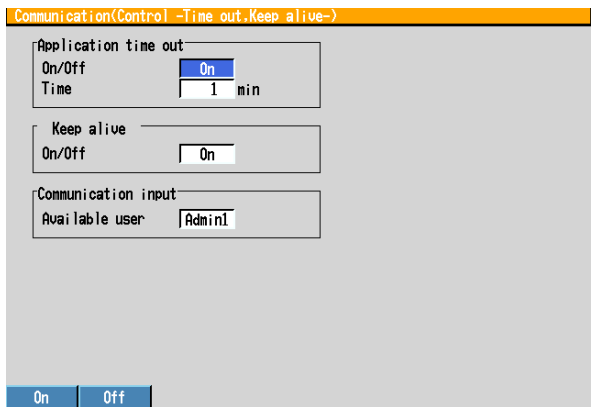 Communication(Control -Time out.Keep alive-)
Application time out
On/Off On
Time 1 min
Keep alive
On/Off On
Communication input
Available user Admin1
On Off